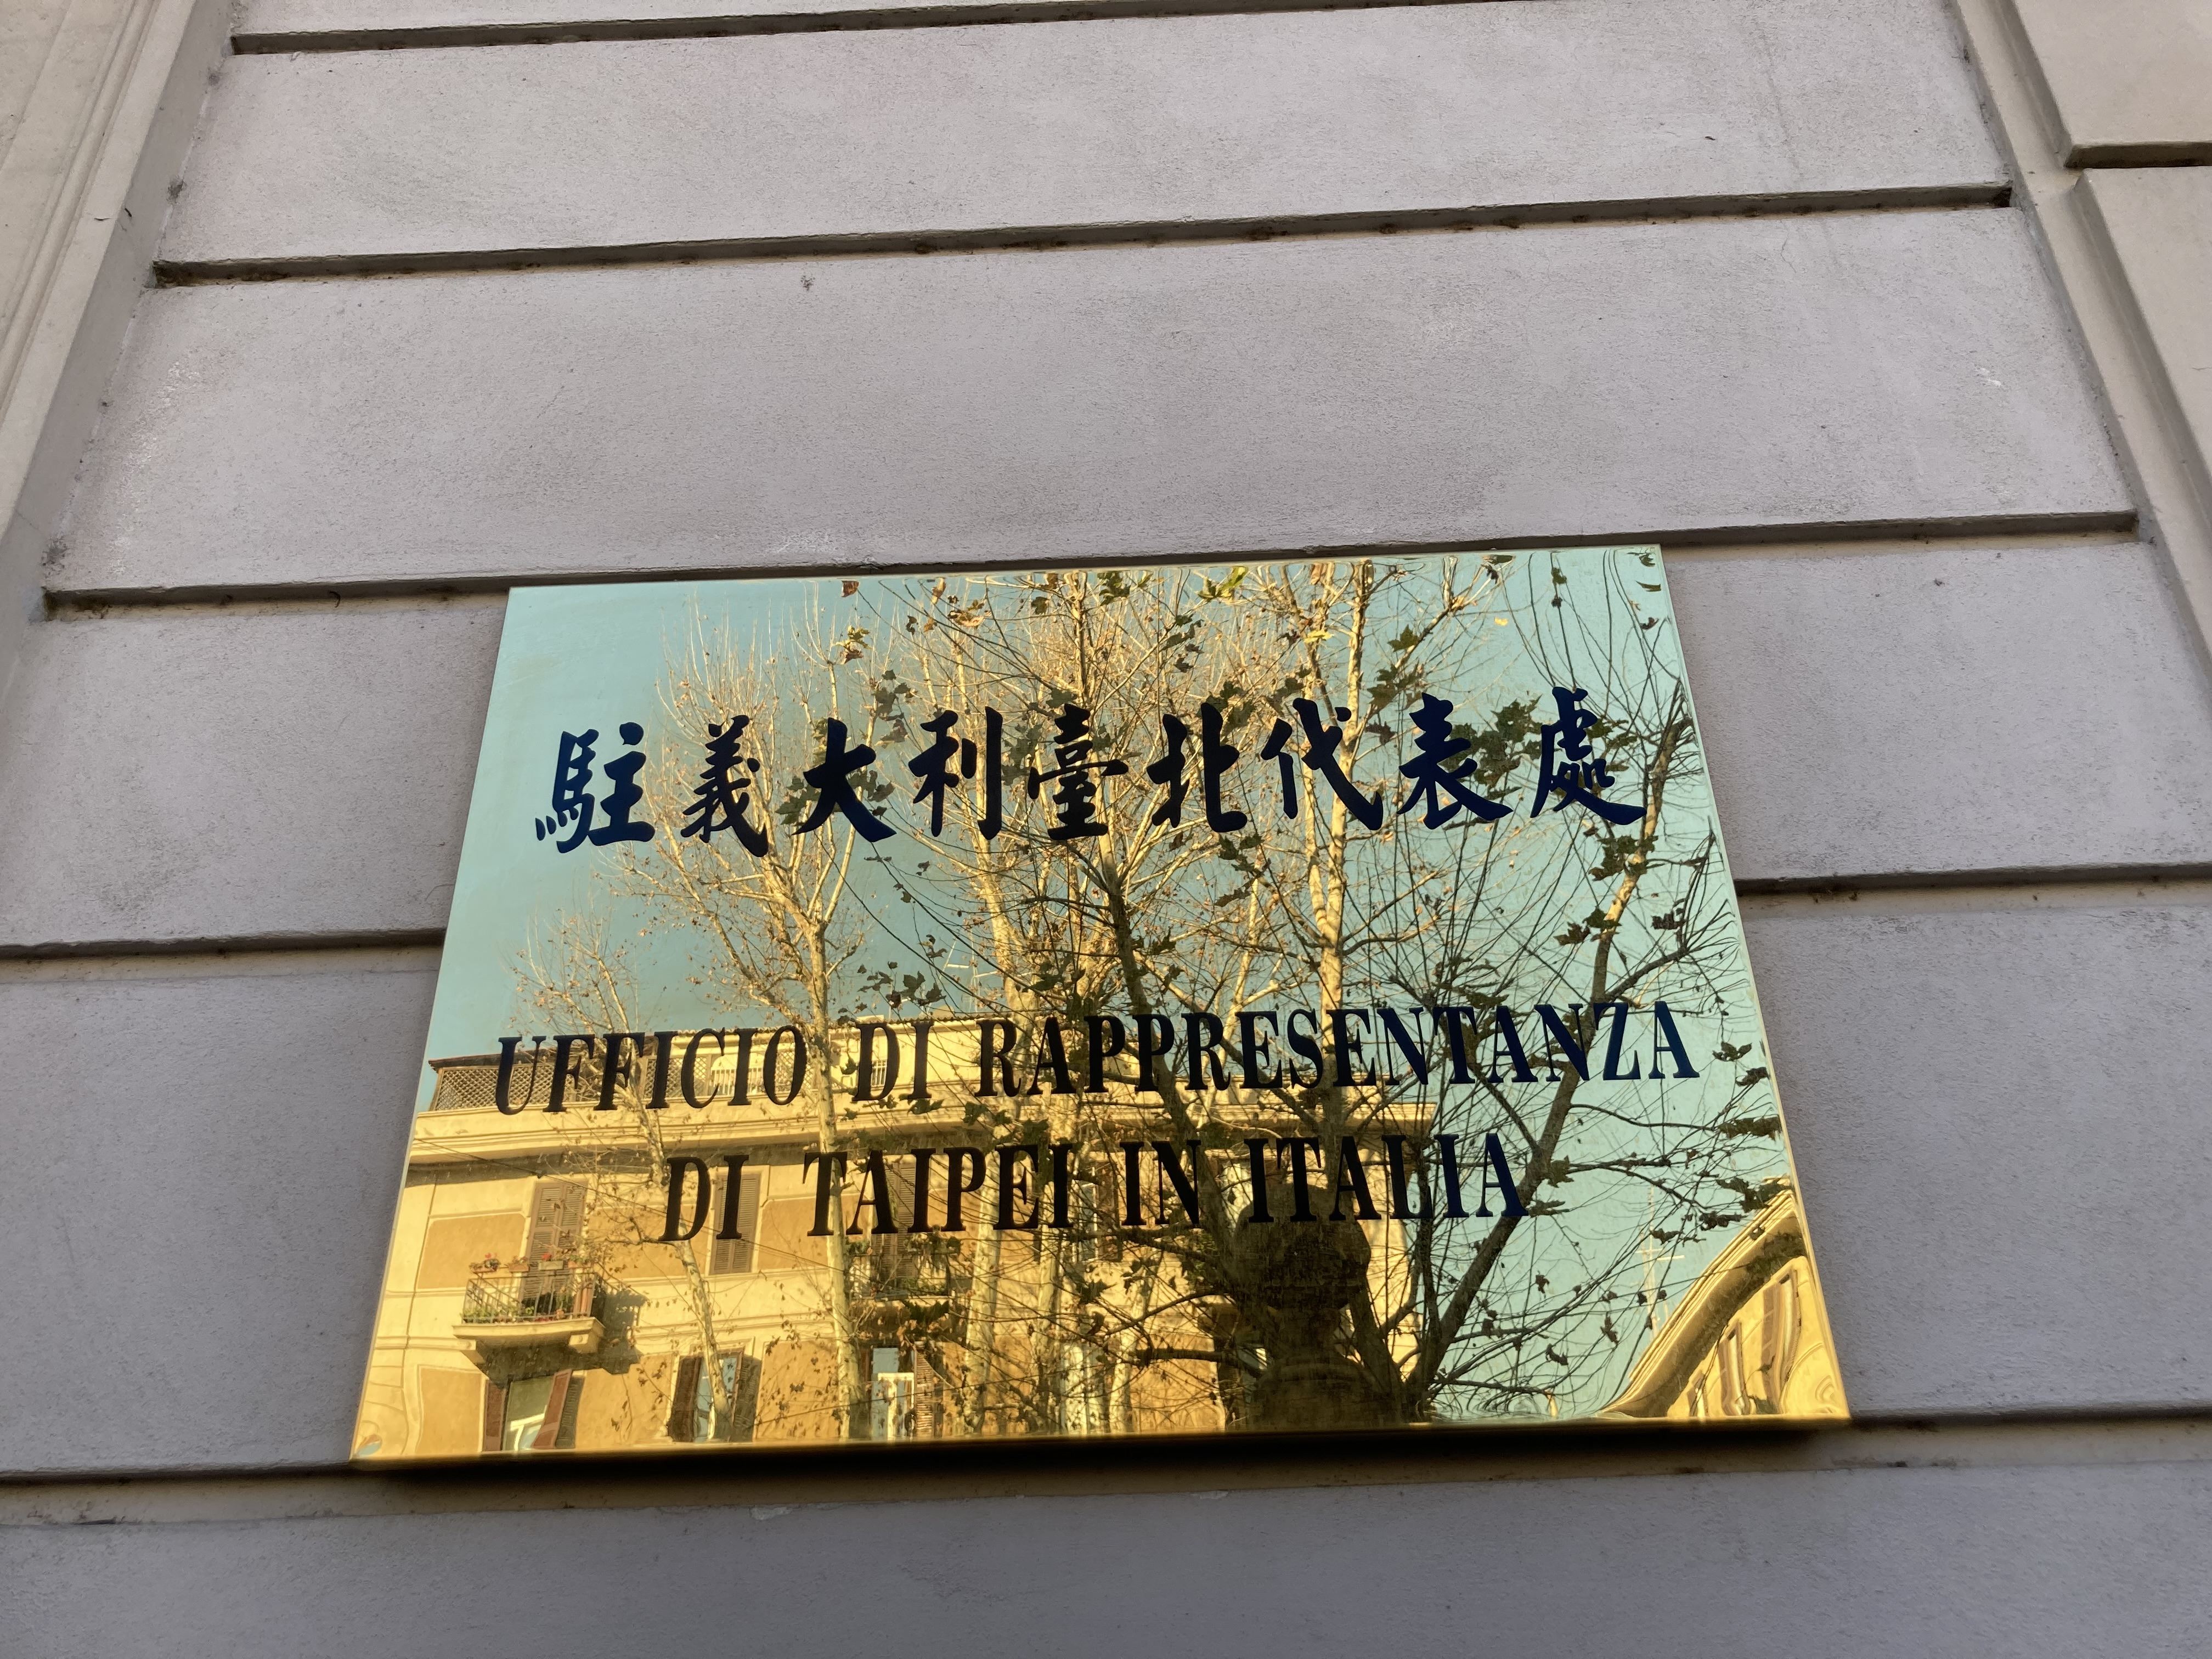 駐義大利臺北代表處
UFFICIO DI RAPPRESENTANZA
DI TAIPEI IN ITALIA